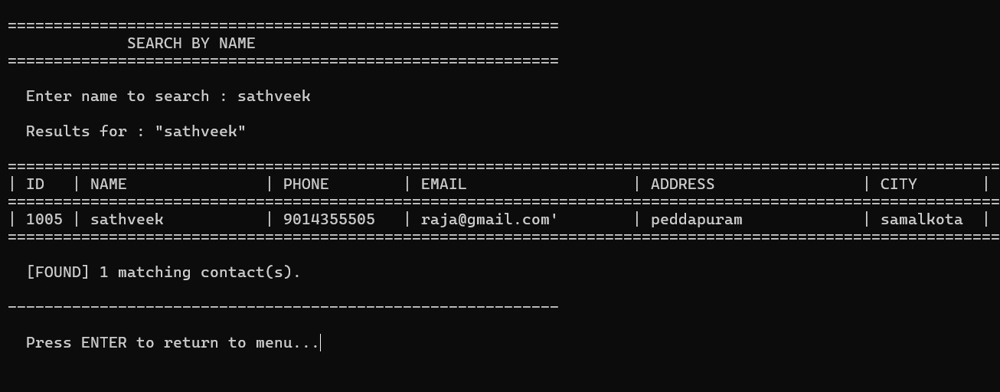 ============================================================
SEARCH BY NAME
============================================================
Enter name to search : sathveek
Results for : "sathveek"
============================================================================================================
| ID   | NAME               | PHONE        | EMAIL                  | ADDRESS                | CITY       |
============================================================================================================
| 1005 | sathveek           | 9014355505   | raja@gmail.com'        | peddapuram             | samalkota  |
============================================================================================================
[FOUND] 1 matching contact(s).
------------------------------------------------------------
Press ENTER to return to menu...